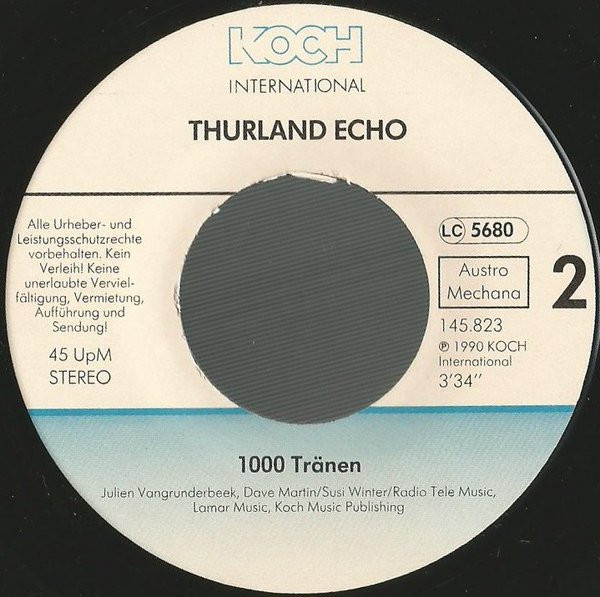 KOCH
INTERNATIONAL
THURLAND ECHO
Alle Urheber- und
Leistungsschutzrechte
vorbehalten. Kein
Verleih! Keine
unerlaubte Verviel-
fältigung, Vermietung,
Aufführung und
Sendung!
45 UpM
STEREO
LC 5680
Austro
Mechana
2
145.823
℗ 1990 KOCH
International
3'34''
1000 Tränen
Julien Vangrunderbeek, Dave Martin/Susi Winter/Radio Tele Music,
Lamar Music, Koch Music Publishing